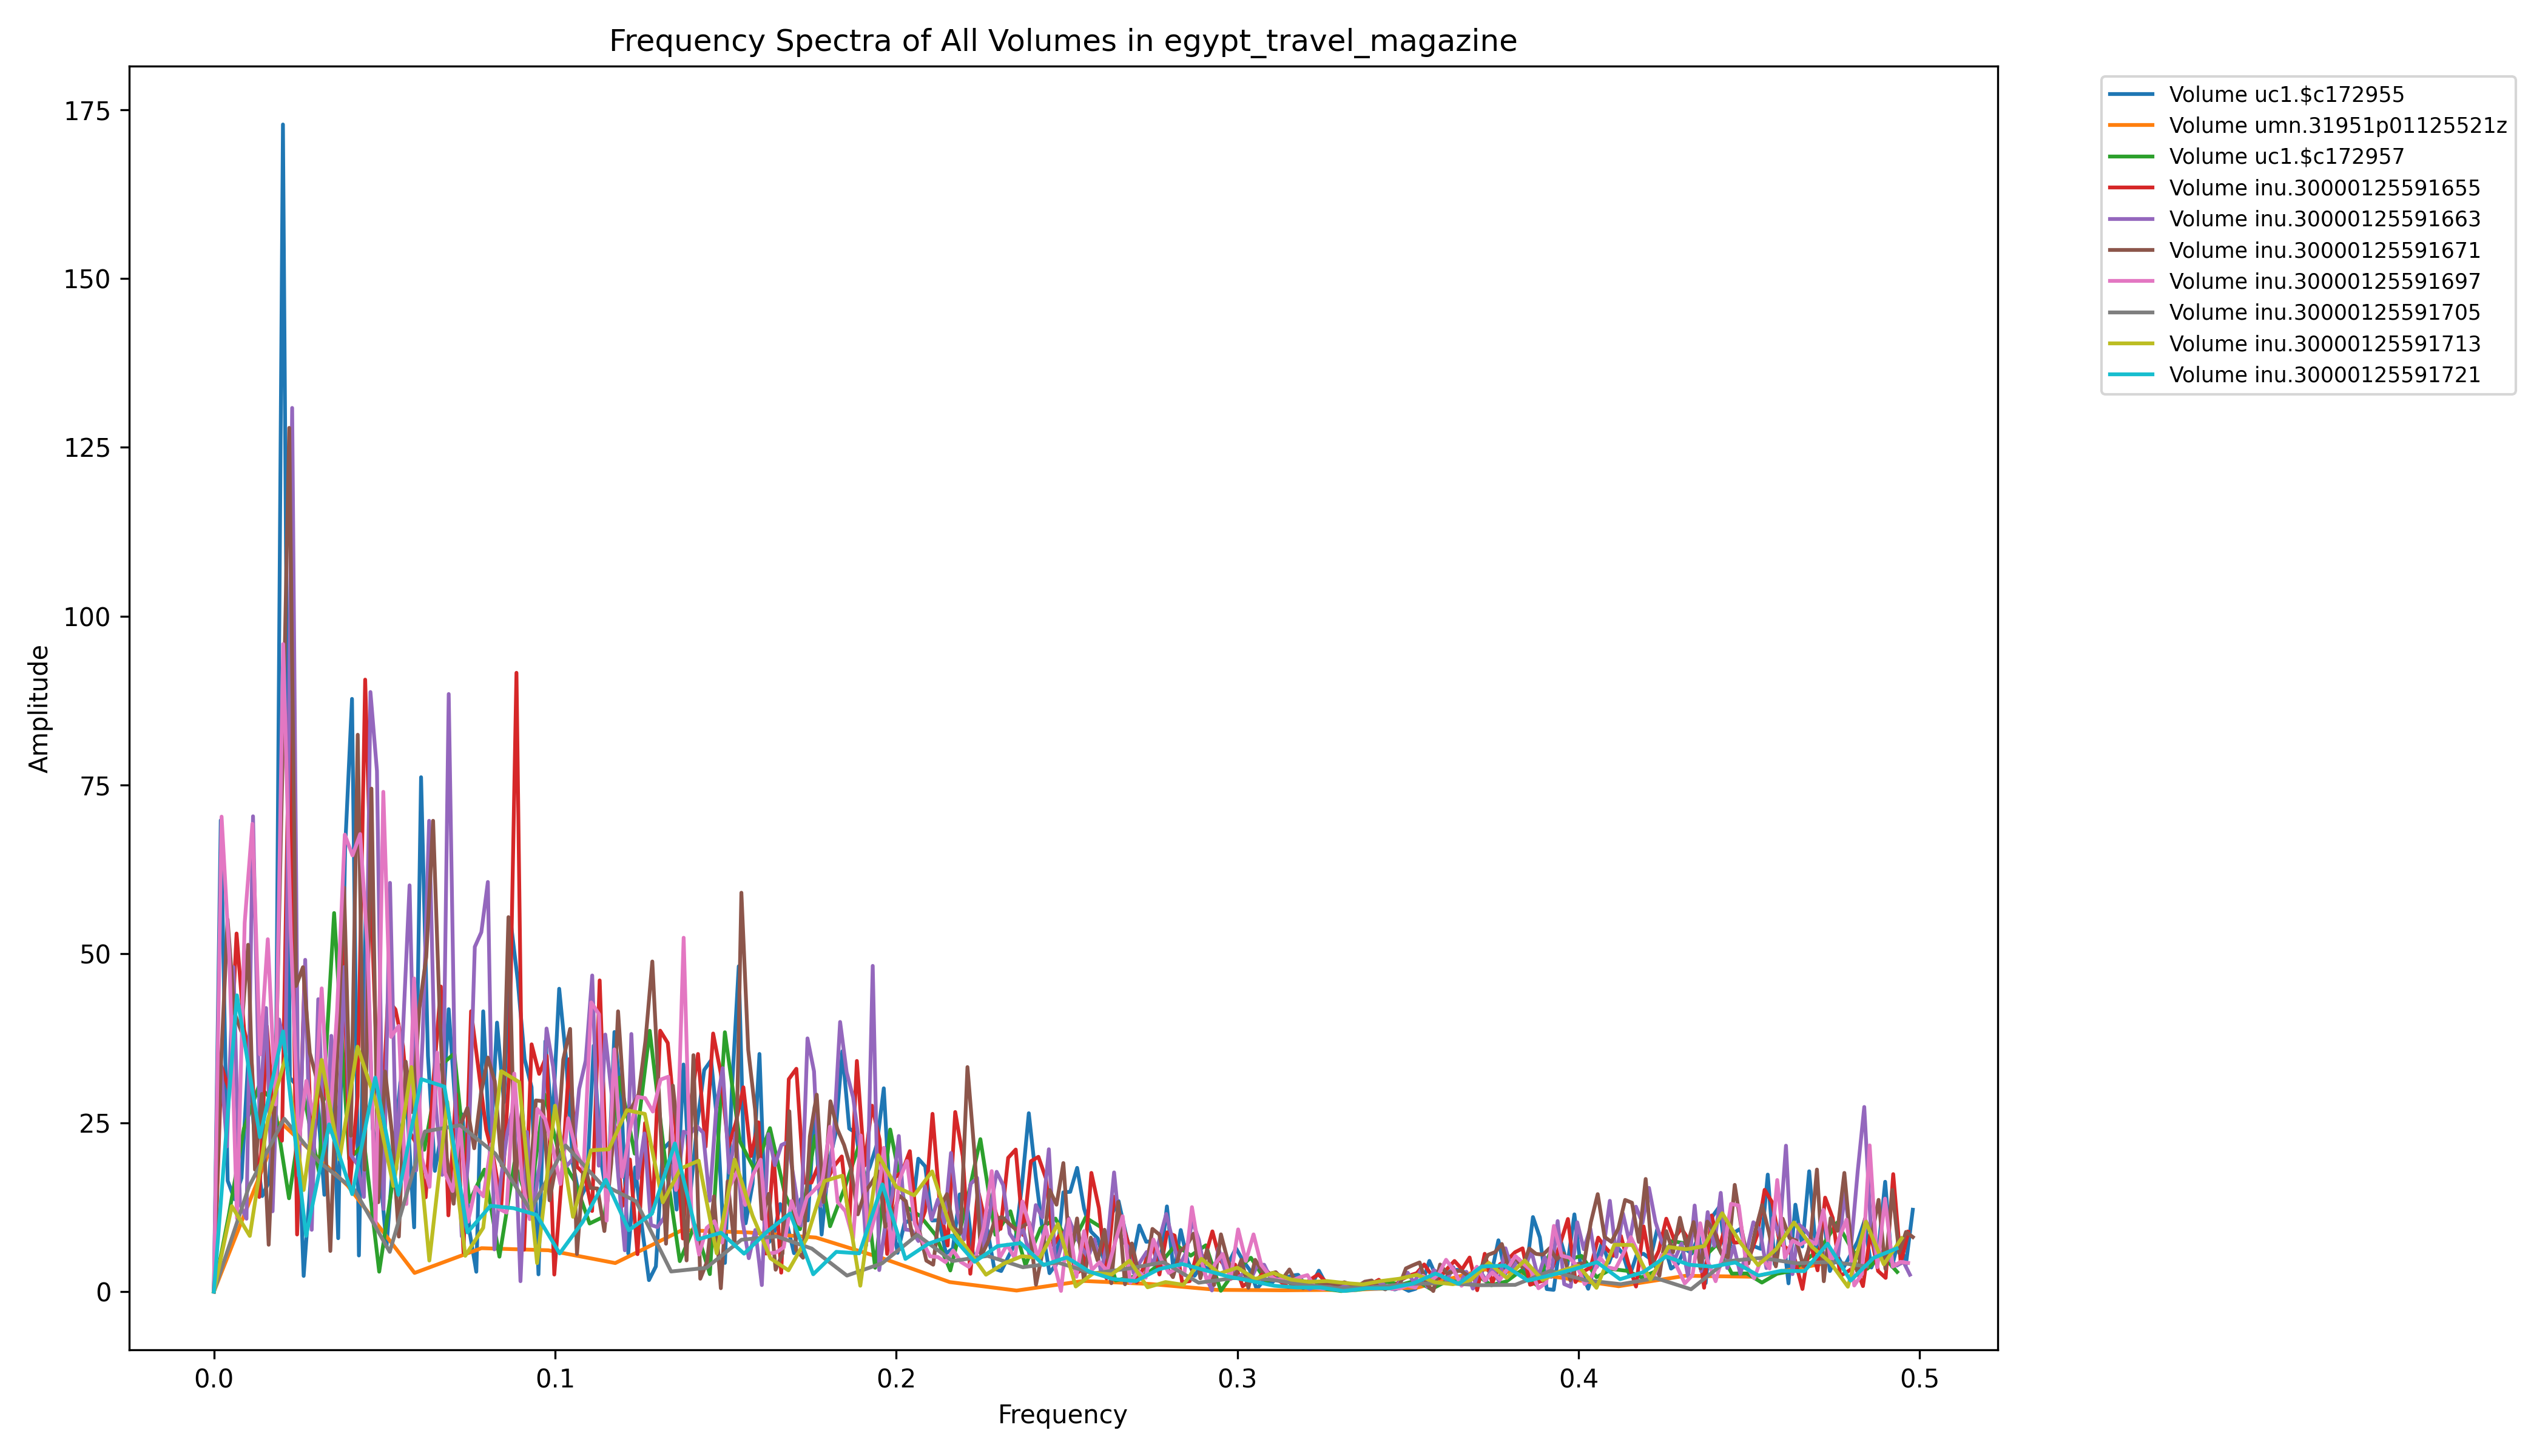 Frequency Spectra of All Volumes in egypt_travel_magazine
175
150
125
100
75
50
25
0
Amplitude
0.0 0.1 0.2 0.3 0.4 0.5
Frequency
Volume uc1.$c172955
Volume umn.31951p01125521z
Volume uc1.$c172957
Volume inu.30000125591655
Volume inu.30000125591663
Volume inu.30000125591671
Volume inu.30000125591697
Volume inu.30000125591705
Volume inu.30000125591713
Volume inu.30000125591721